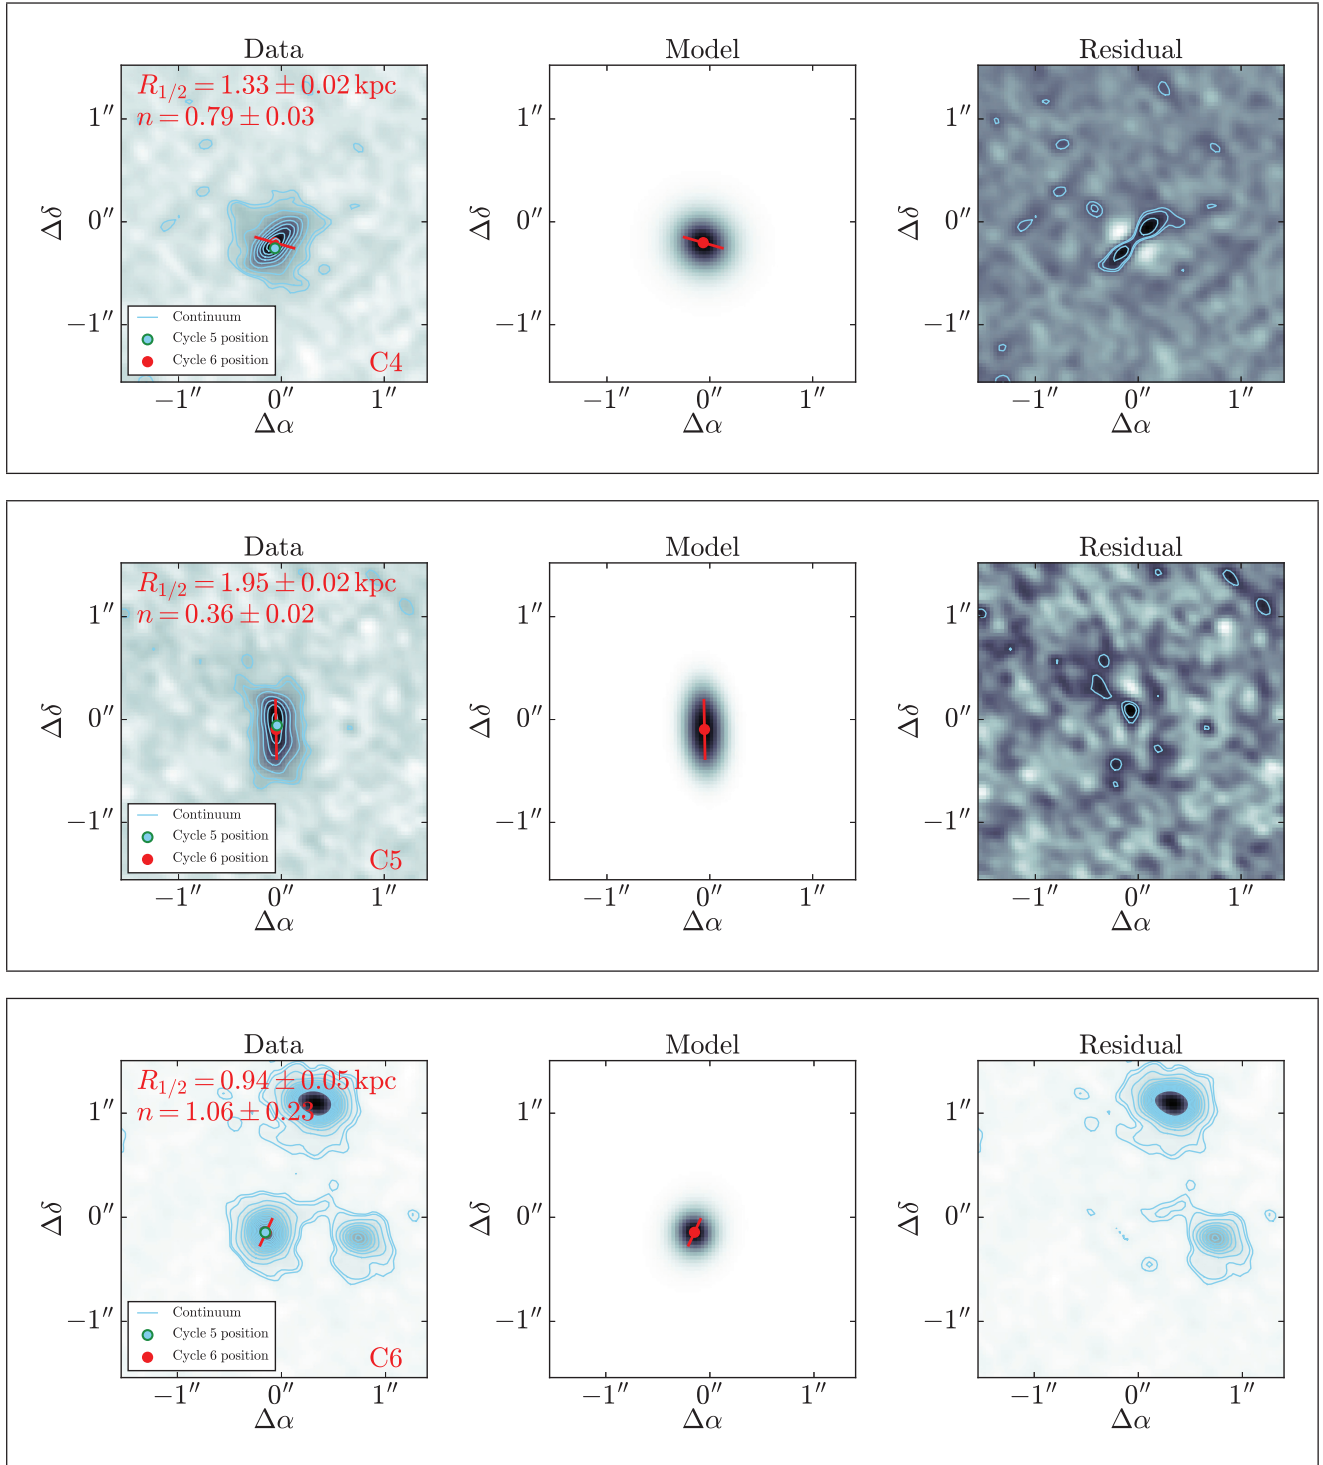 Data Model Residual
R1/2 = 1.33 ± 0.02 kpc
n = 0.79 ± 0.03
1″ 1″ 1″
0″ 0″ 0″
−1″ −1″ −1″
Δδ Δδ Δδ
Continuum
Cycle 5 position
Cycle 6 position
C4
−1″ 0″ 1″ −1″ 0″ 1″ −1″ 0″ 1″
Δα Δα Δα
Data Model Residual
R1/2 = 1.95 ± 0.02 kpc
n = 0.36 ± 0.02
1″ 1″ 1″
0″ 0″ 0″
−1″ −1″ −1″
Δδ Δδ Δδ
Continuum
Cycle 5 position
Cycle 6 position
C5
−1″ 0″ 1″ −1″ 0″ 1″ −1″ 0″ 1″
Δα Δα Δα
Data Model Residual
R1/2 = 0.94 ± 0.05 kpc
n = 1.06 ± 0.23
1″ 1″ 1″
0″ 0″ 0″
−1″ −1″ −1″
Δδ Δδ Δδ
Continuum
Cycle 5 position
Cycle 6 position
C6
−1″ 0″ 1″ −1″ 0″ 1″ −1″ 0″ 1″
Δα Δα Δα